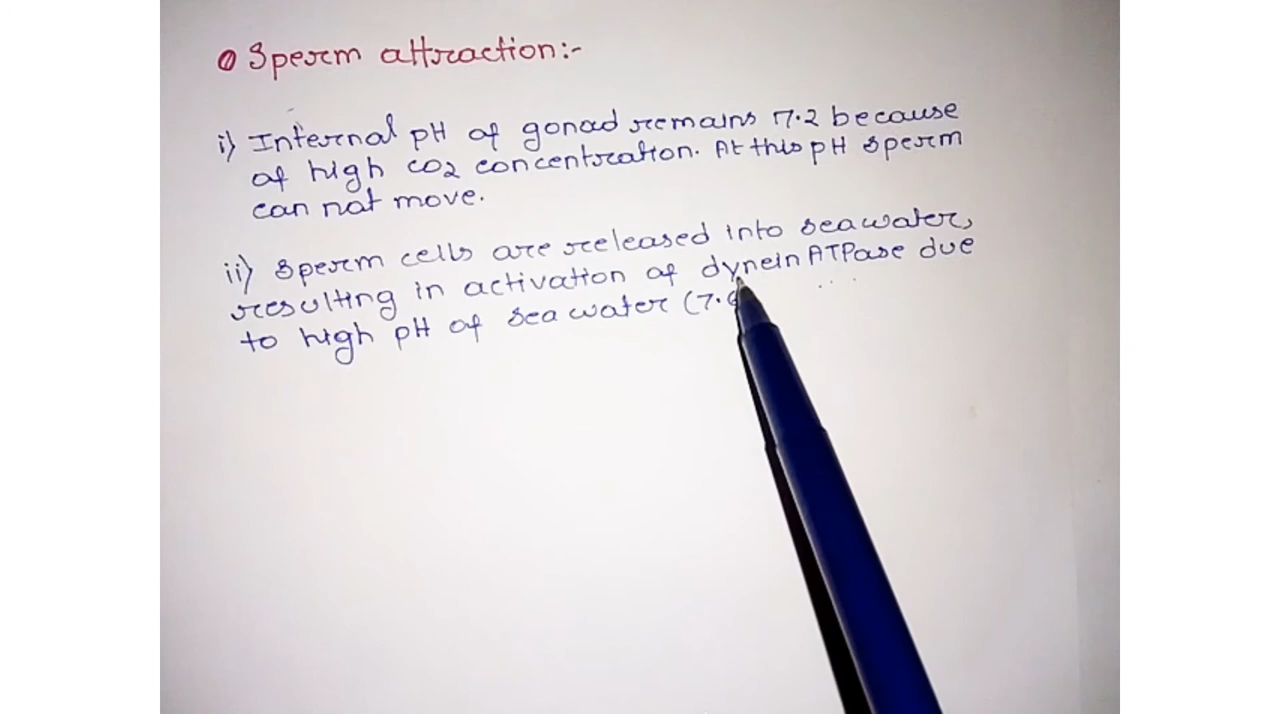 Sperm attraction:-
i) Internal pH of gonad remains 7.2 because
of high CO2 concentration. At this pH sperm
can not move.
ii) Sperm cells are released into seawater,
resulting in activation of dynein ATPase due
to high pH of sea water (7.